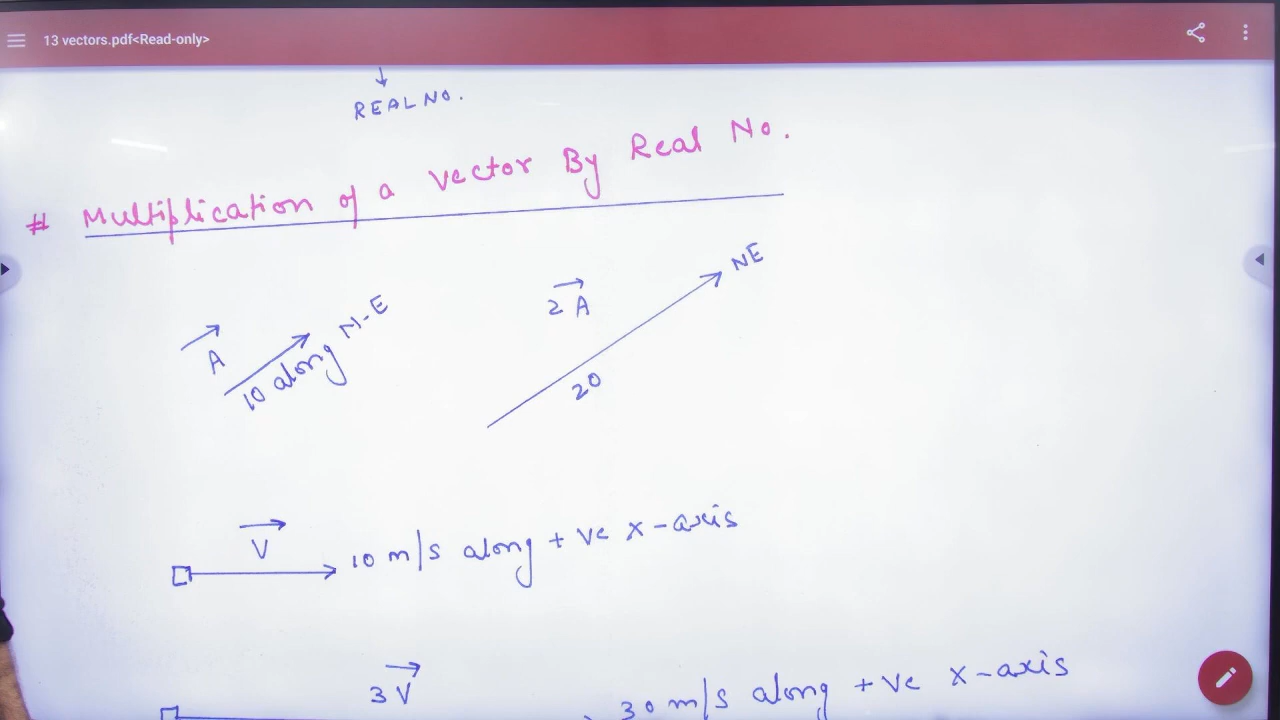 13 vectors.pdf<Read-only>
REAL NO.
# Multiplication of a vector By Real No.
A
10 along N-E
2 A
20
NE
V
10 m/s along + ve x-axis
3 V
30 m/s along +ve x-axis